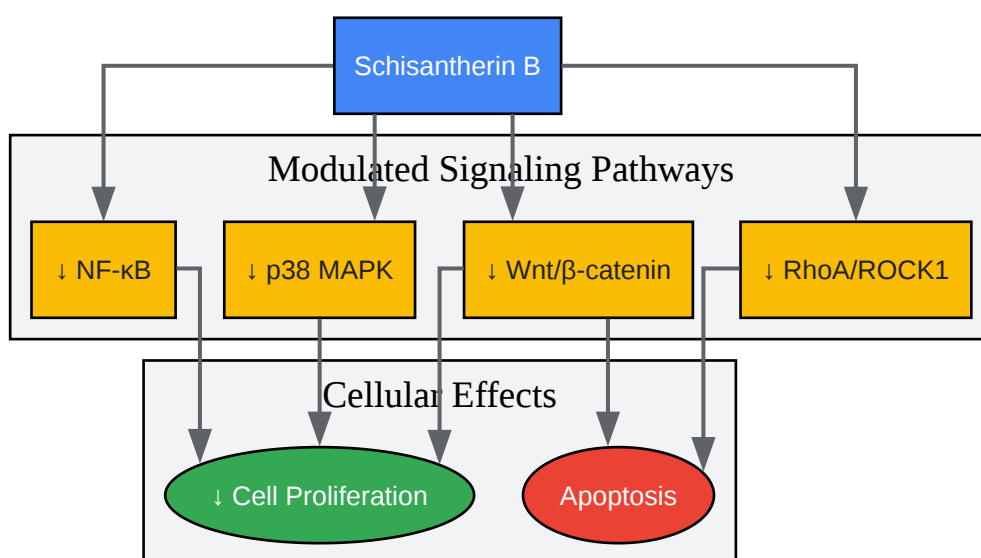 Schisantherin B
Modulated Signaling Pathways
↓ NF-κB
↓ p38 MAPK
↓ Wnt/β-catenin
↓ RhoA/ROCK1
Cellular Effects
↓ Cell Proliferation
Apoptosis